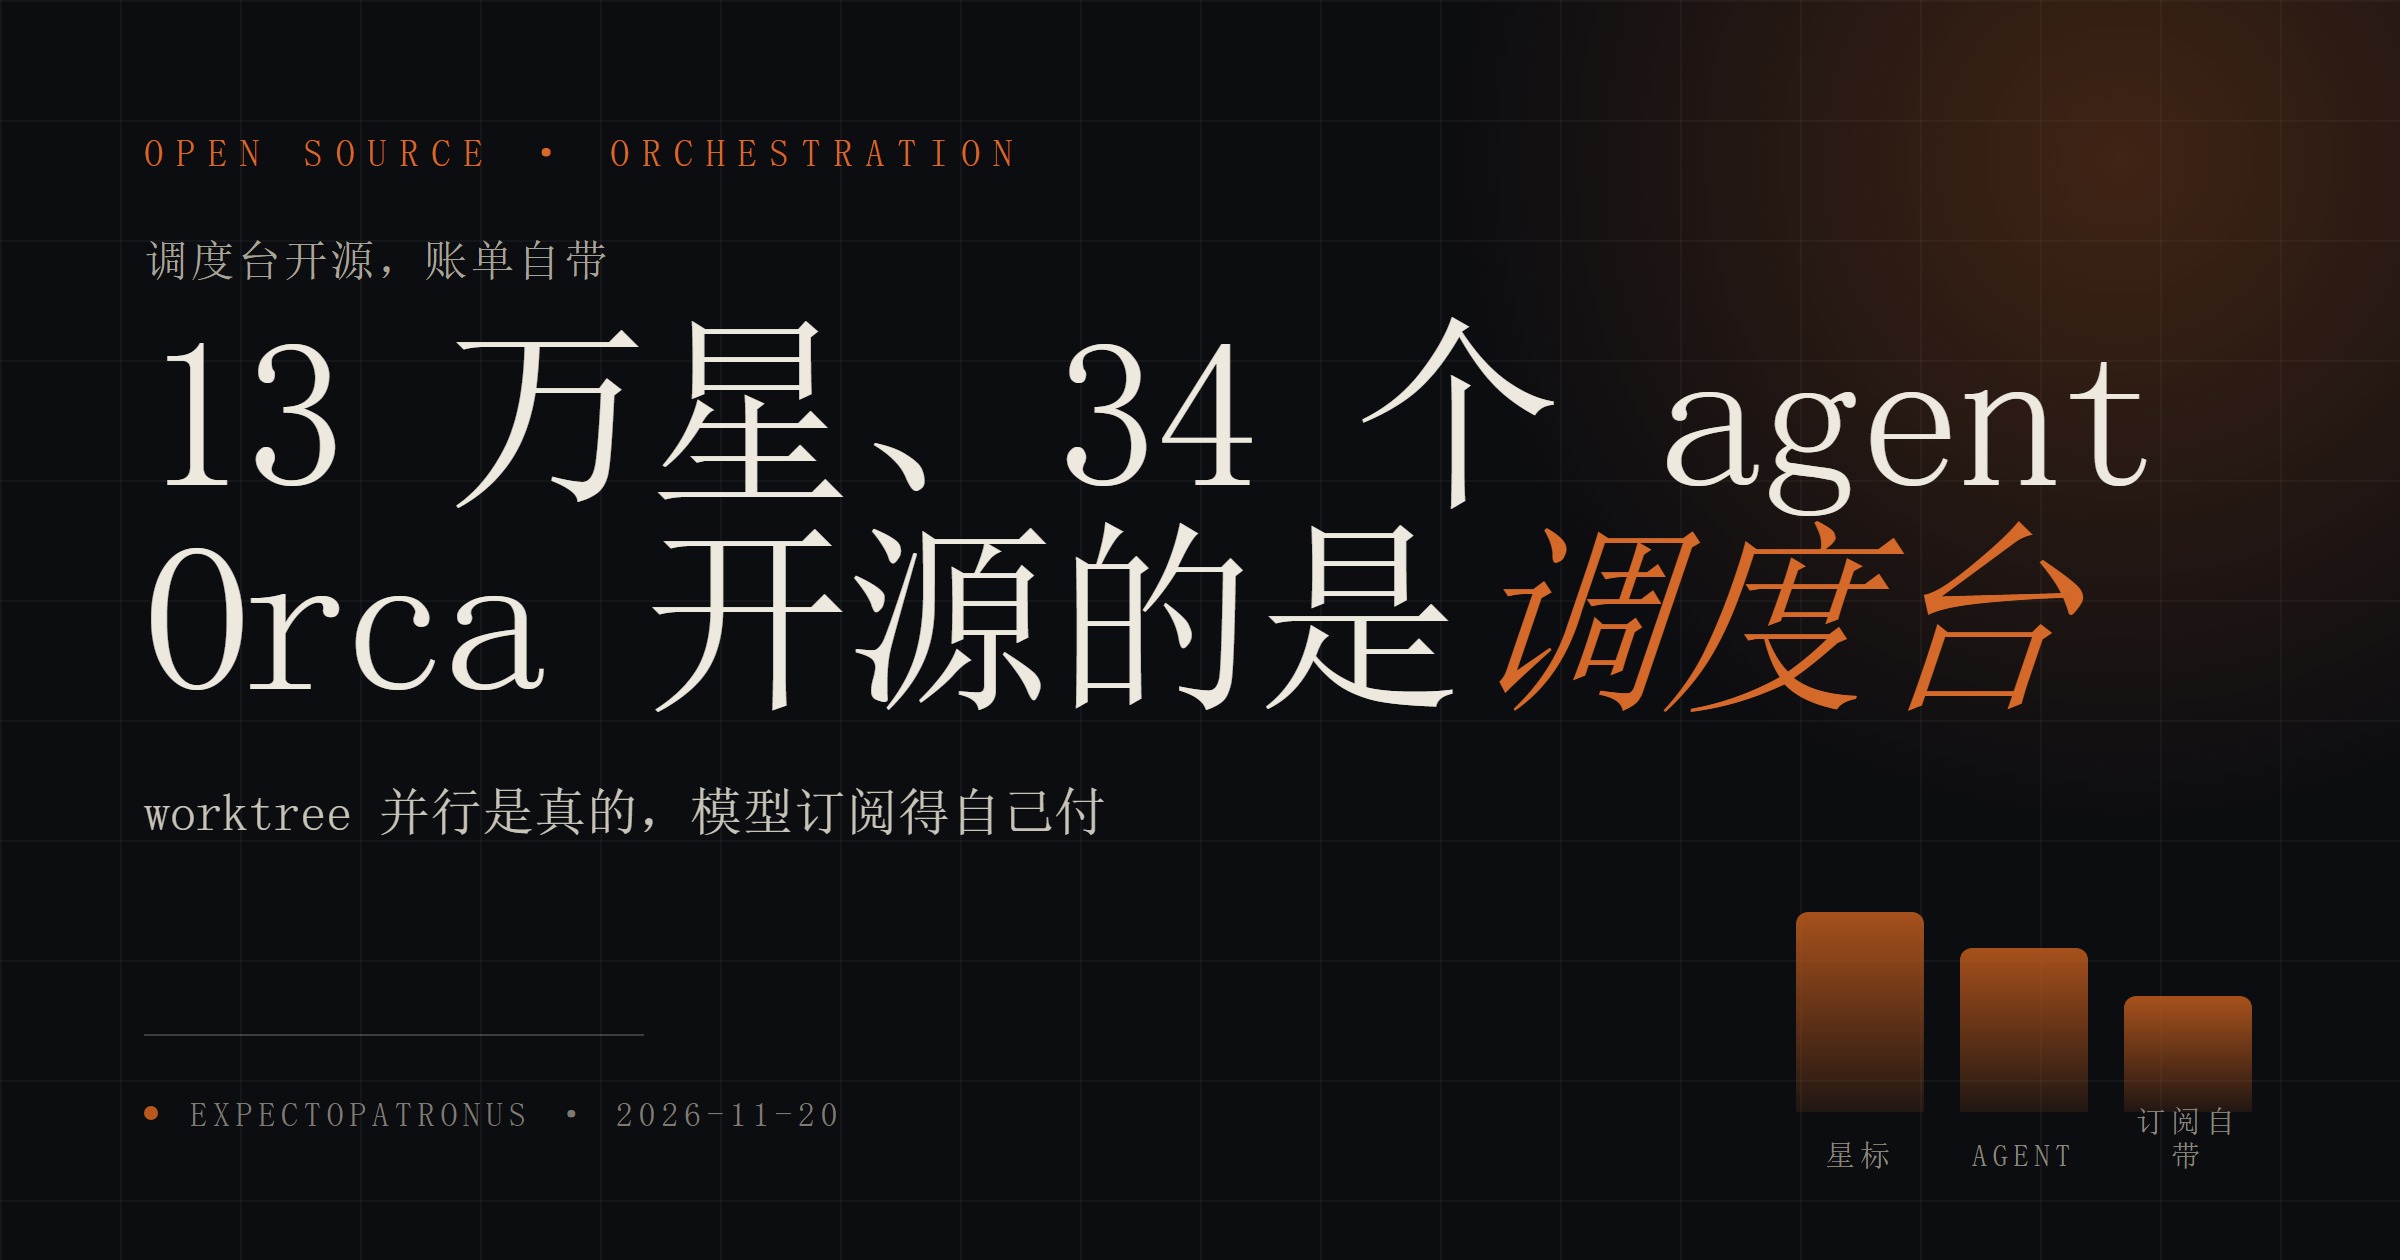 OPEN SOURCE • ORCHESTRATION
调度台开源，账单自带
13 万星、34 个 agent
Orca 开源的是调度台
worktree 并行是真的，模型订阅得自己付
EXPECTOPATRONUS • 2026-11-20
星标
AGENT
订阅自
带